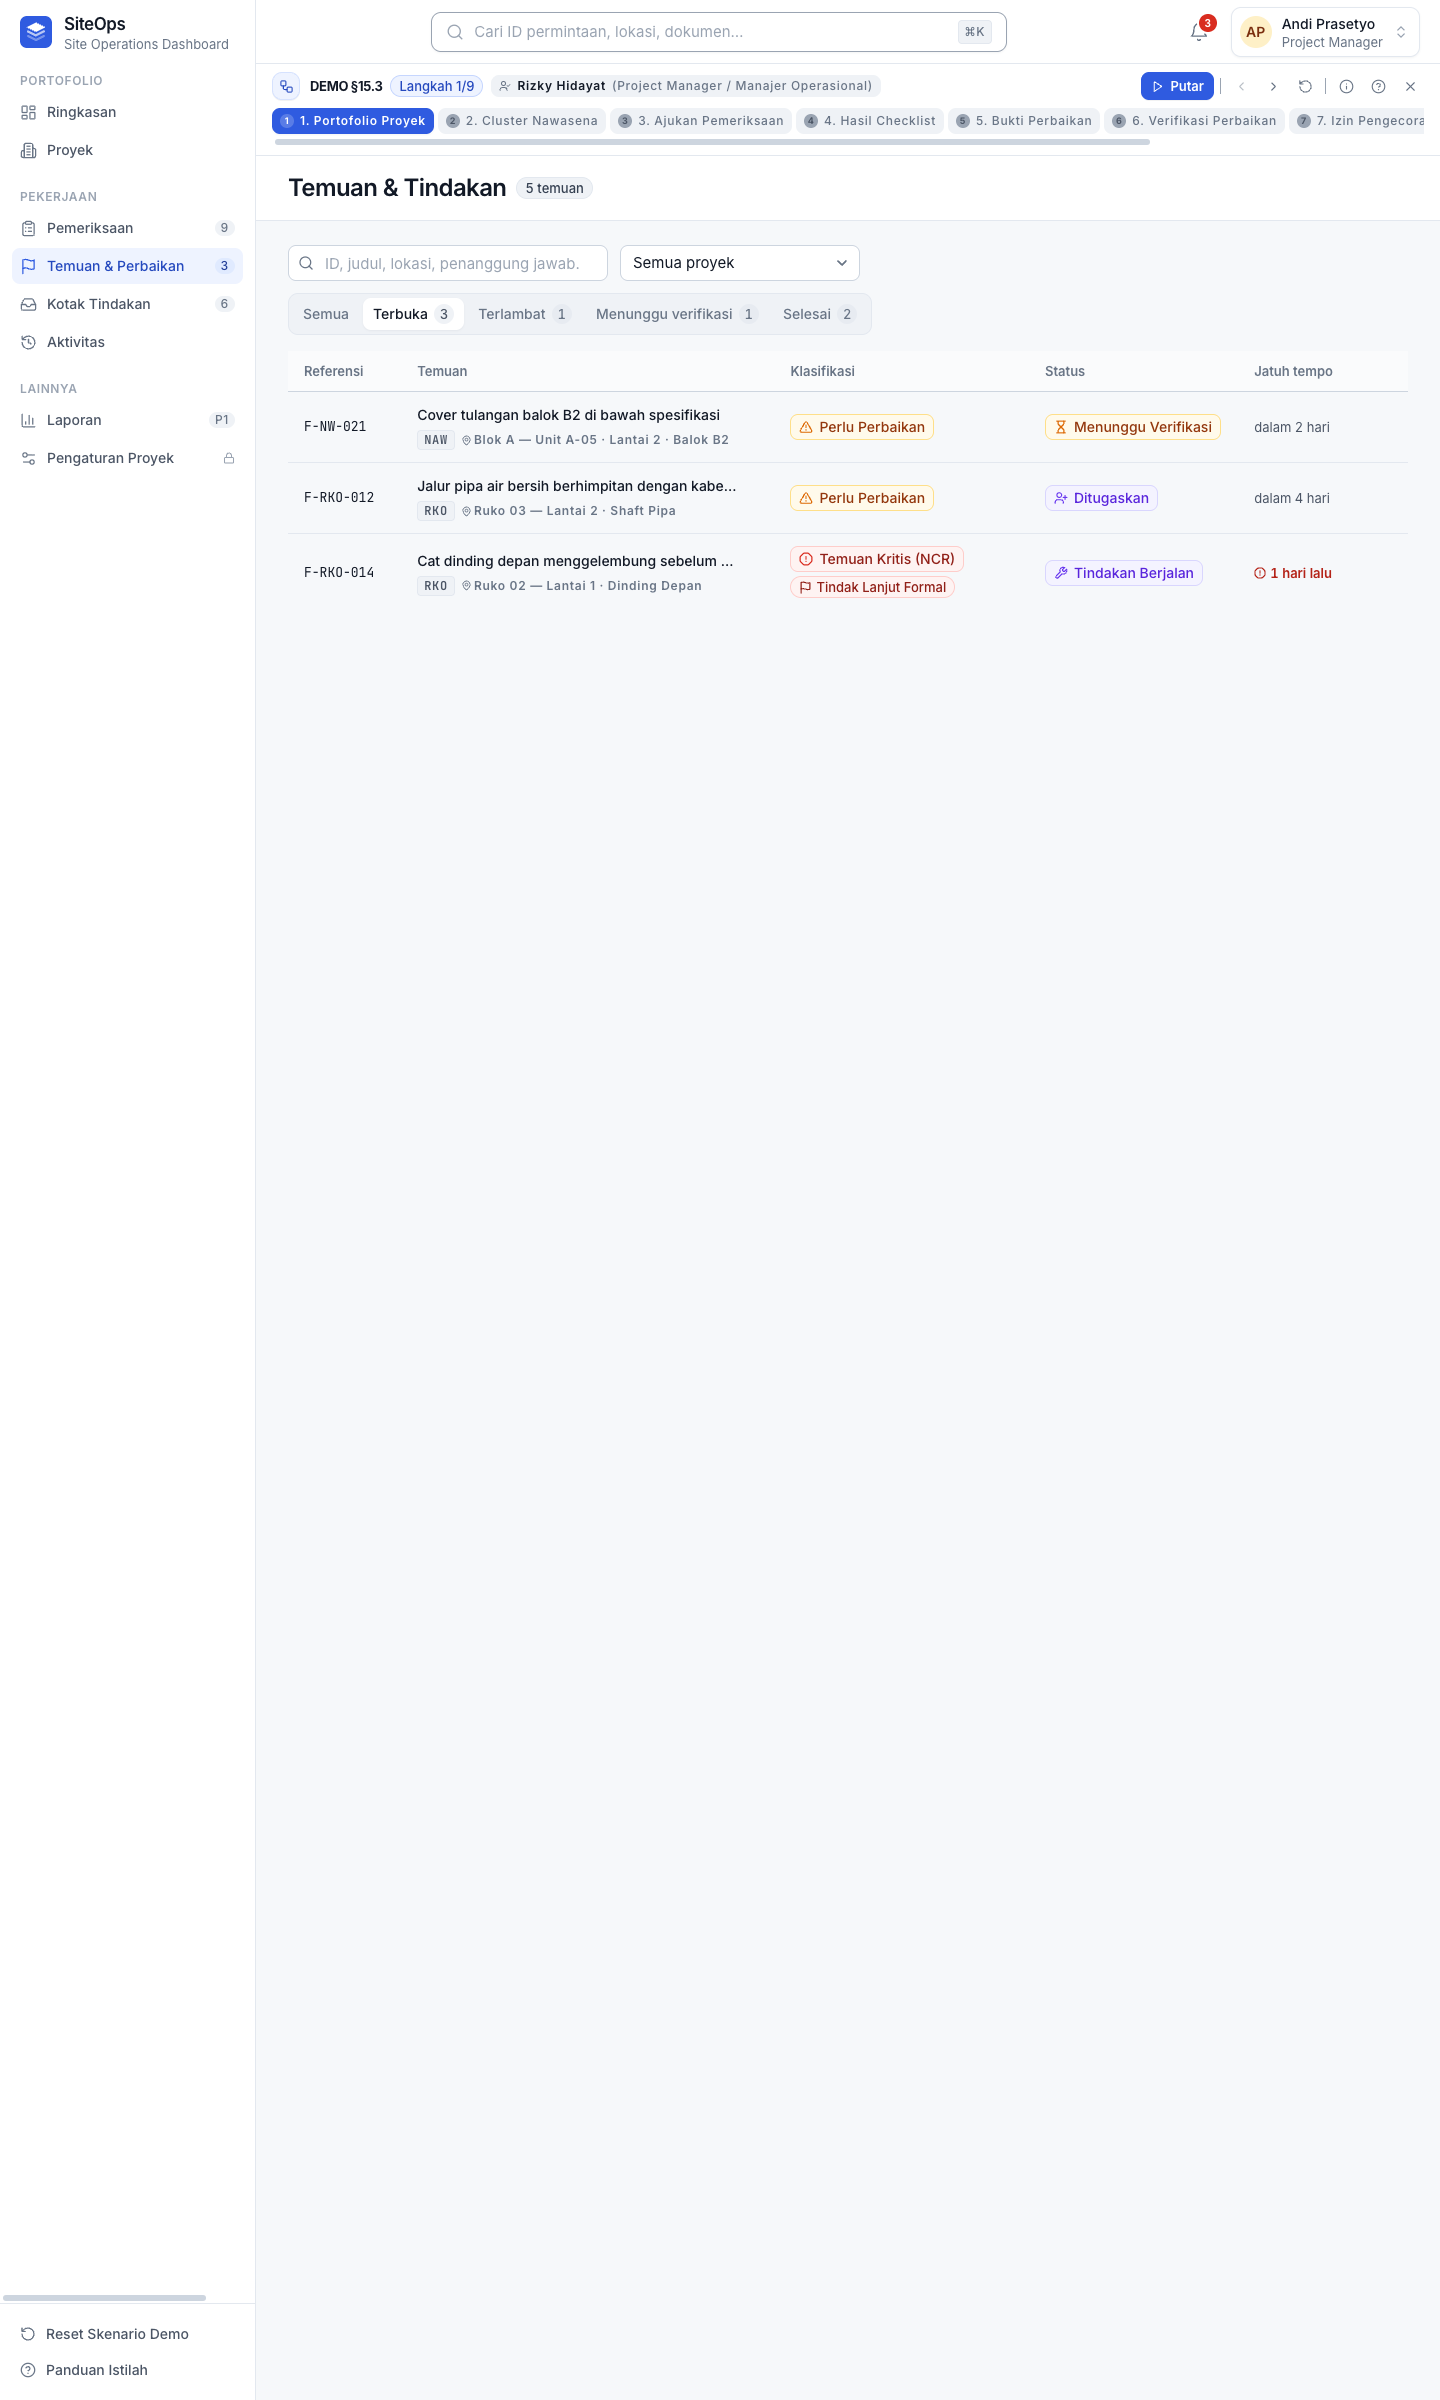 SiteOps
Site Operations Dashboard
PORTOFOLIO
Ringkasan
Proyek
PEKERJAAN
Pemeriksaan 9
Temuan & Perbaikan 3
Kotak Tindakan 6
Aktivitas
LAINNYA
Laporan P1
Pengaturan Proyek
Reset Skenario Demo
Panduan Istilah
Cari ID permintaan, lokasi, dokumen... ⌘K
3
AP
Andi Prasetyo
Project Manager
DEMO §15.3 Langkah 1/9 Rizky Hidayat (Project Manager / Manajer Operasional) Putar
1 1. Portofolio Proyek 2 2. Cluster Nawasena 3 3. Ajukan Pemeriksaan 4 4. Hasil Checklist 5 5. Bukti Perbaikan 6 6. Verifikasi Perbaikan 7 7. Izin Pengecora
Temuan & Tindakan 5 temuan
ID, judul, lokasi, penanggung jawab. Semua proyek
Semua Terbuka 3 Terlambat 1 Menunggu verifikasi 1 Selesai 2
Referensi Temuan Klasifikasi Status Jatuh tempo
F-NW-021
Cover tulangan balok B2 di bawah spesifikasi
NAW Blok A — Unit A-05 · Lantai 2 · Balok B2
Perlu Perbaikan
Menunggu Verifikasi
dalam 2 hari
F-RKO-012
Jalur pipa air bersih berhimpitan dengan kabe...
RKO Ruko 03 — Lantai 2 · Shaft Pipa
Perlu Perbaikan
Ditugaskan
dalam 4 hari
F-RKO-014
Cat dinding depan menggelembung sebelum ...
RKO Ruko 02 — Lantai 1 · Dinding Depan
Temuan Kritis (NCR)
Tindak Lanjut Formal
Tindakan Berjalan
1 hari lalu